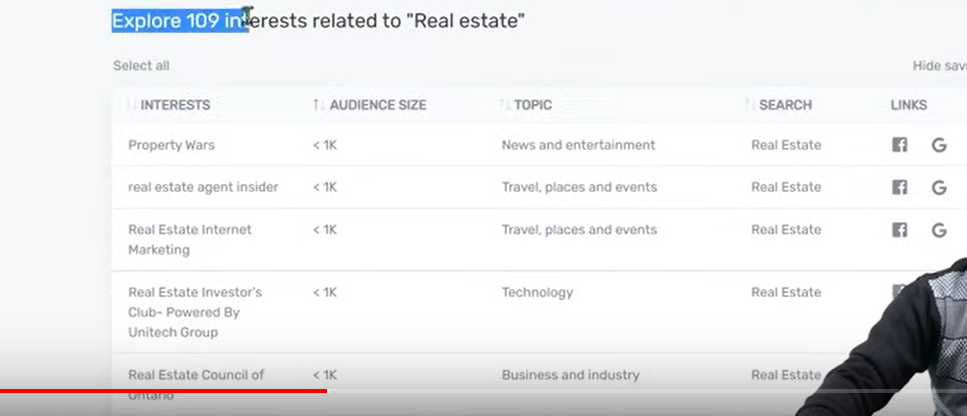 Explore 109 interests related to "Real estate"
Select all
Hide sav
INTERESTS
AUDIENCE SIZE
TOPIC
SEARCH
LINKS
Property Wars
< 1K
News and entertainment
Real Estate
real estate agent insider
< 1K
Travel, places and events
Real Estate
Real Estate Internet
Marketing
< 1K
Travel, places and events
Real Estate
Real Estate Investor's
Club- Powered By
Unitech Group
< 1K
Technology
Real Estate
Real Estate Council of
Ontario
< 1K
Business and industry
Real Estate